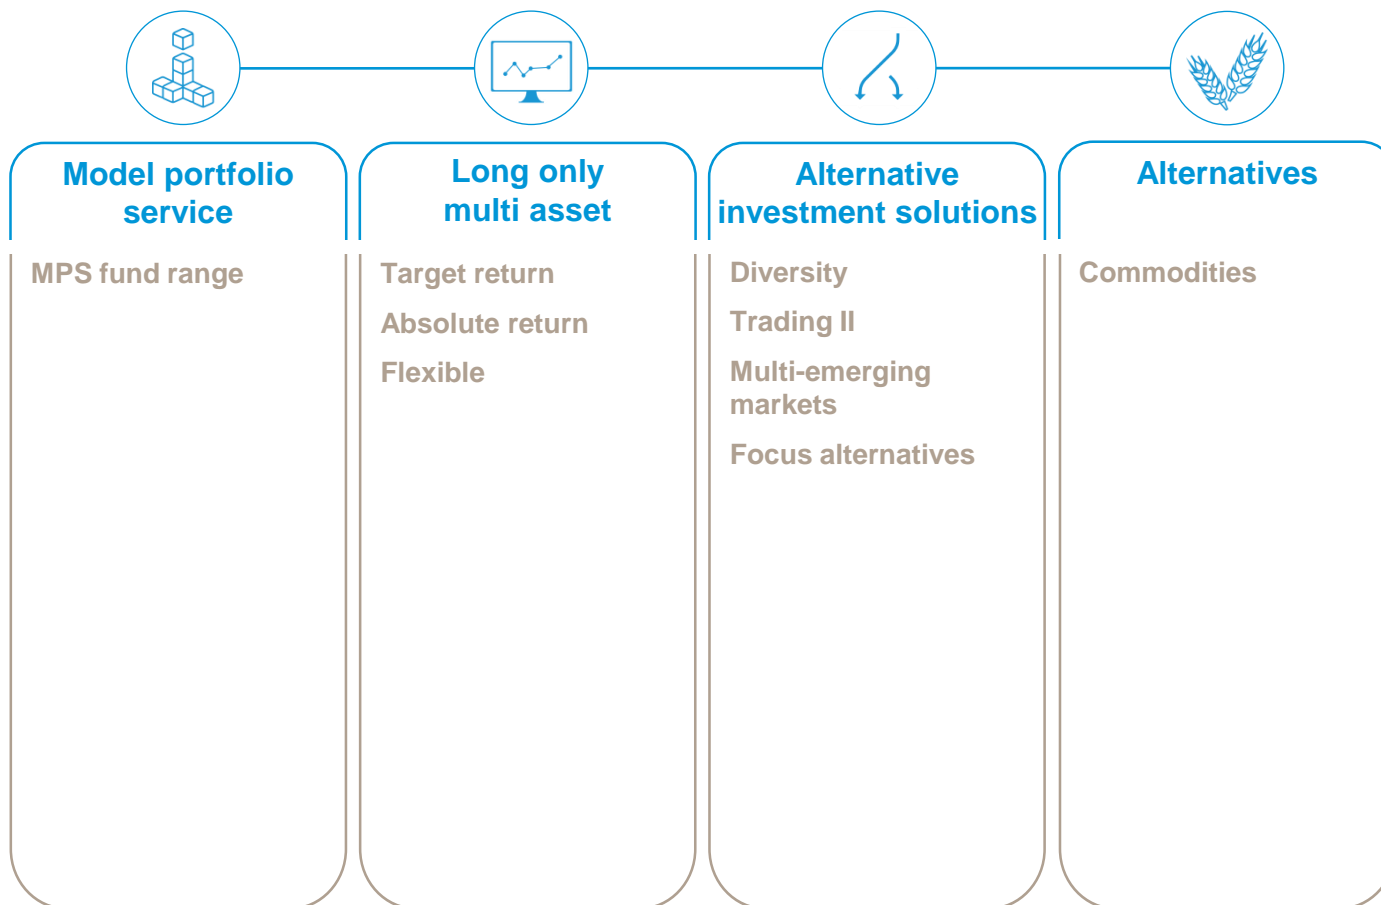 Model portfolio
service
MPS fund range
Long only
multi asset
Target return
Absolute return
Flexible
Alternative
investment solutions
Diversity
Trading II
Multi-emerging
markets
Focus alternatives
Alternatives
Commodities